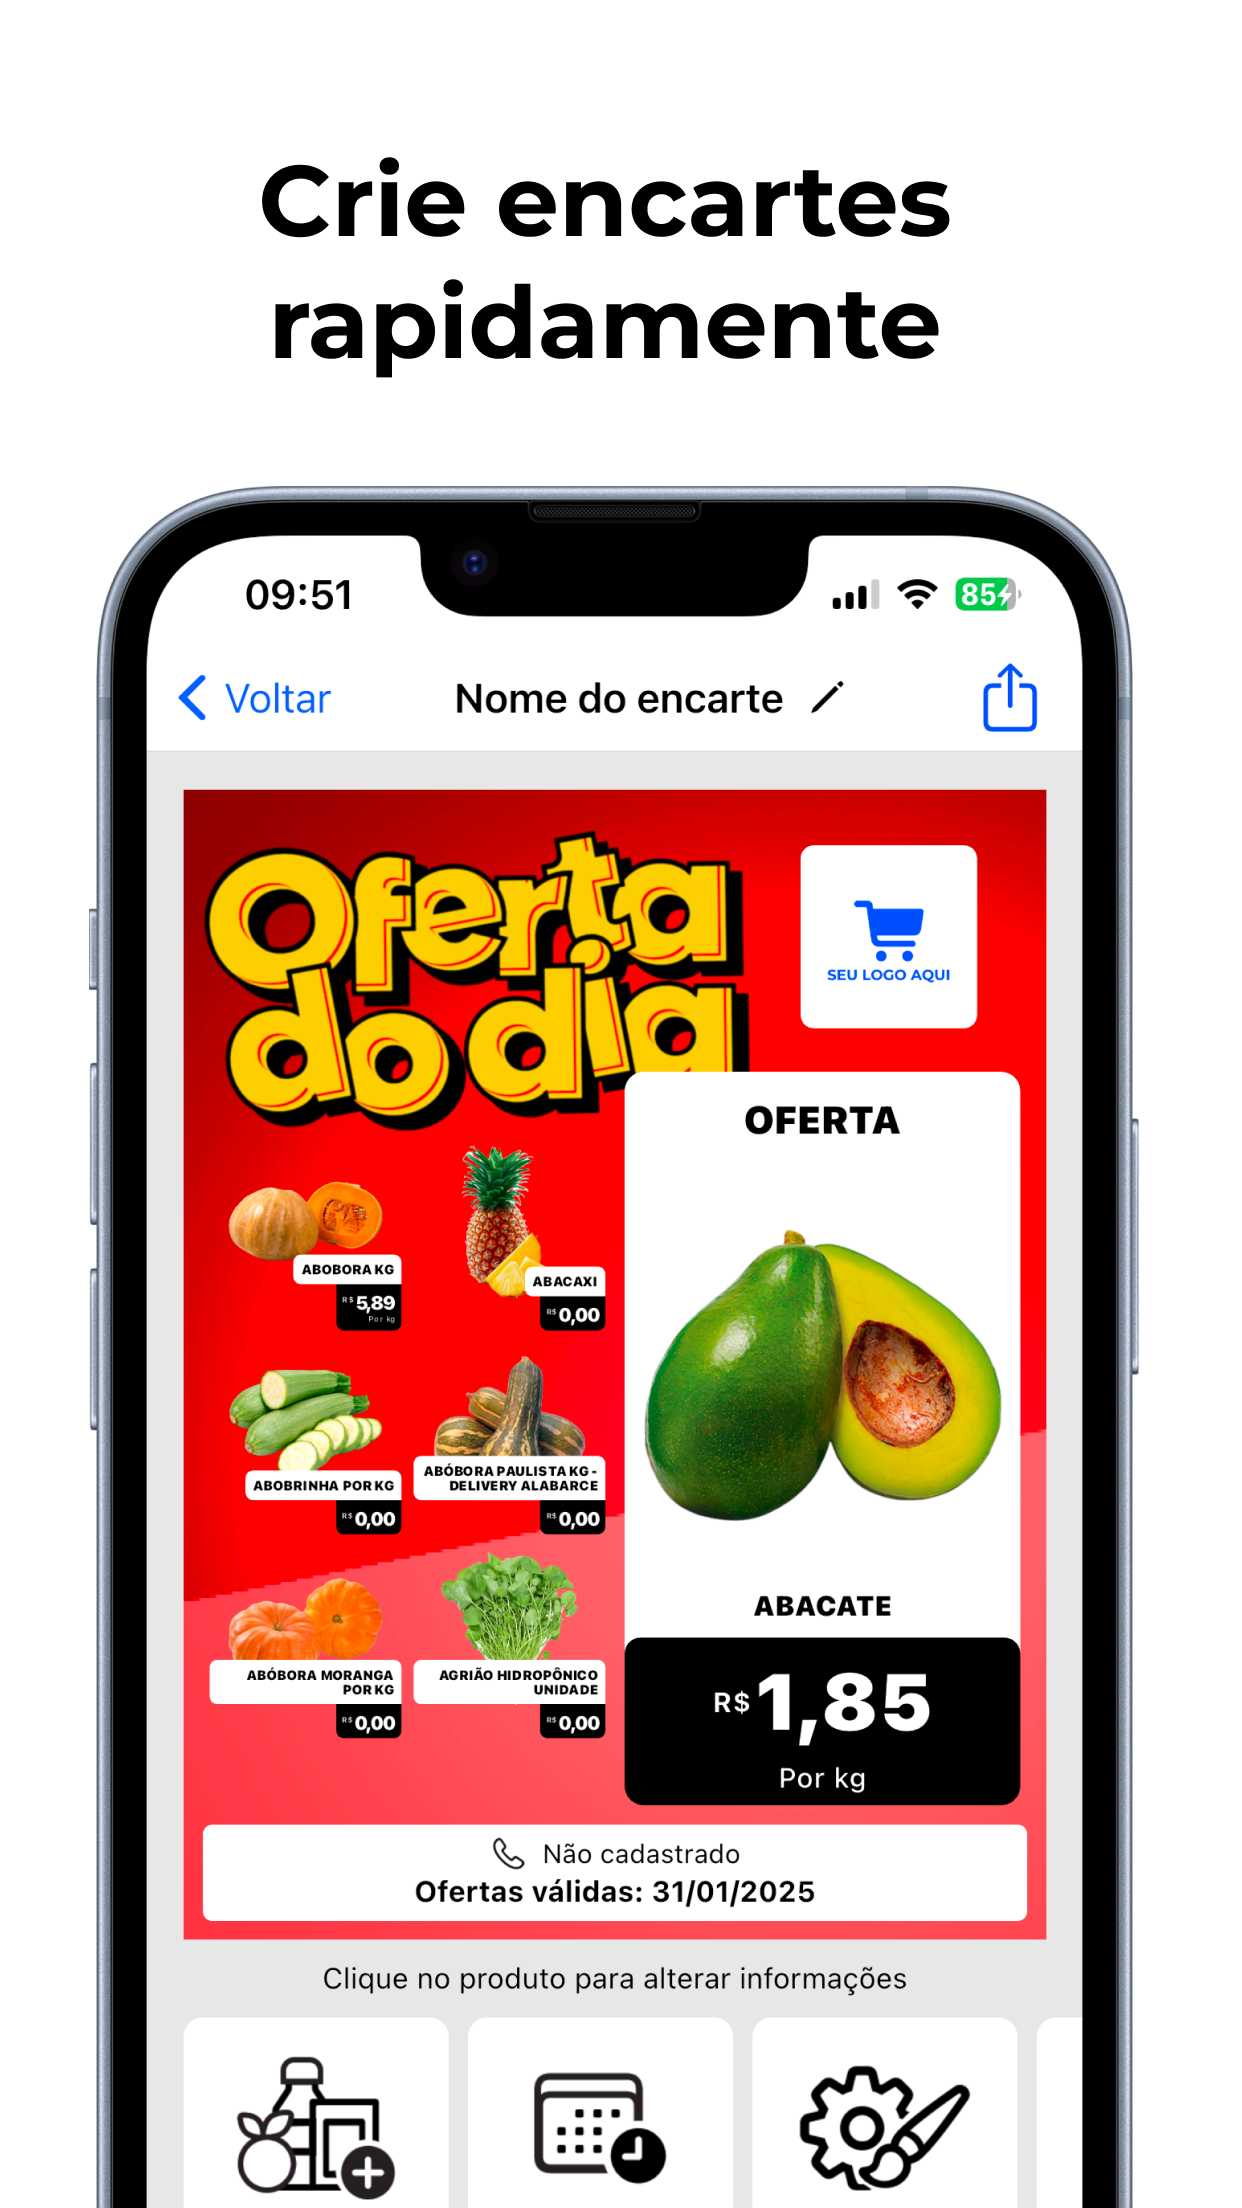 Crie encartes
rapidamente
09:51
85
Voltar
Nome do encarte
Oferta
do dia
SEU LOGO AQUI
OFERTA
ABOBORA KG
R$ 5,89
Por kg
ABACAXI
R$ 0,00
ABOBRINHA POR KG
R$ 0,00
ABÓBORA PAULISTA KG -
DELIVERY ALABARCE
R$ 0,00
ABÓBORA MORANGA
POR KG
R$ 0,00
AGRIÃO HIDROPÔNICO
UNIDADE
R$ 0,00
ABACATE
R$ 1,85
Por kg
Não cadastrado
Ofertas válidas: 31/01/2025
Clique no produto para alterar informações